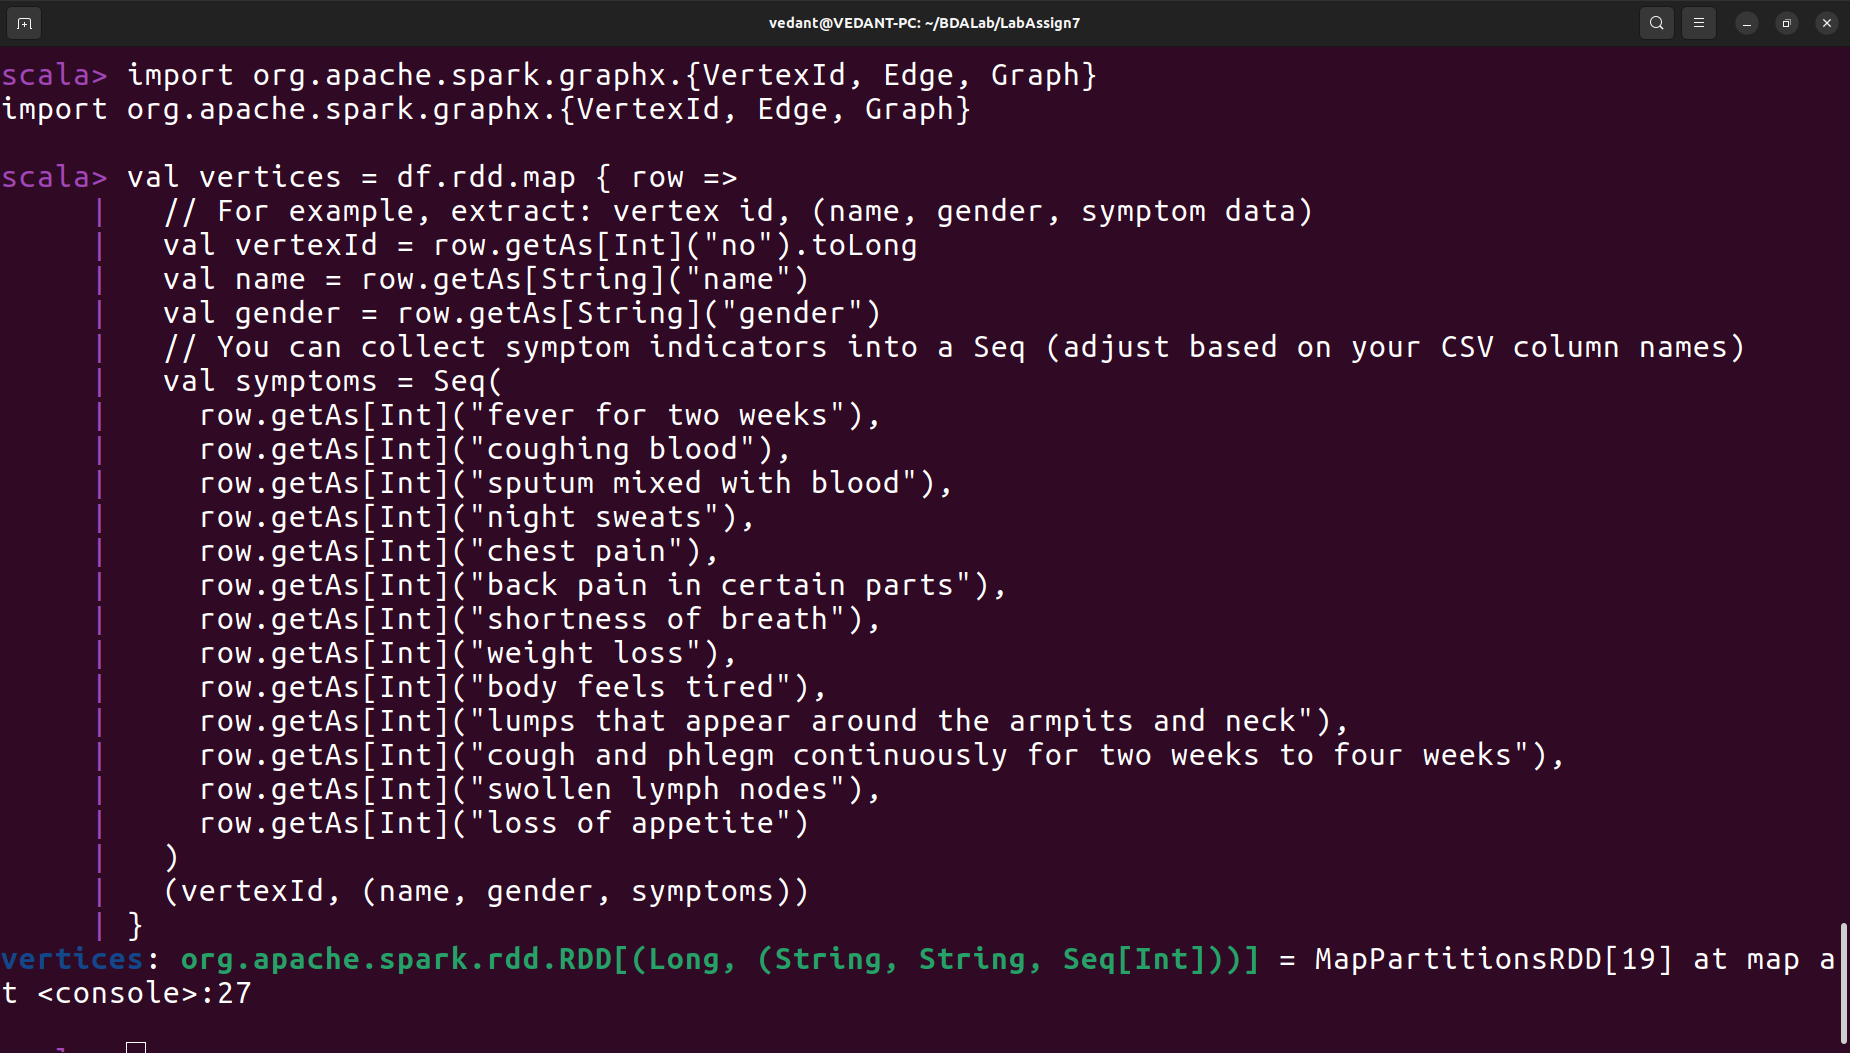 vedant@VEDANT-PC: ~/BDALab/LabAssign7
scala> import org.apache.spark.graphx.{VertexId, Edge, Graph}
import org.apache.spark.graphx.{VertexId, Edge, Graph}
scala> val vertices = df.rdd.map { row =>
     |   // For example, extract: vertex id, (name, gender, symptom data)
     |   val vertexId = row.getAs[Int]("no").toLong
     |   val name = row.getAs[String]("name")
     |   val gender = row.getAs[String]("gender")
     |   // You can collect symptom indicators into a Seq (adjust based on your CSV column names)
     |   val symptoms = Seq(
     |     row.getAs[Int]("fever for two weeks"),
     |     row.getAs[Int]("coughing blood"),
     |     row.getAs[Int]("sputum mixed with blood"),
     |     row.getAs[Int]("night sweats"),
     |     row.getAs[Int]("chest pain"),
     |     row.getAs[Int]("back pain in certain parts"),
     |     row.getAs[Int]("shortness of breath"),
     |     row.getAs[Int]("weight loss"),
     |     row.getAs[Int]("body feels tired"),
     |     row.getAs[Int]("lumps that appear around the armpits and neck"),
     |     row.getAs[Int]("cough and phlegm continuously for two weeks to four weeks"),
     |     row.getAs[Int]("swollen lymph nodes"),
     |     row.getAs[Int]("loss of appetite")
     |   )
     |   (vertexId, (name, gender, symptoms))
     | }
vertices: org.apache.spark.rdd.RDD[(Long, (String, String, Seq[Int]))] = MapPartitionsRDD[19] at map a
t <console>:27